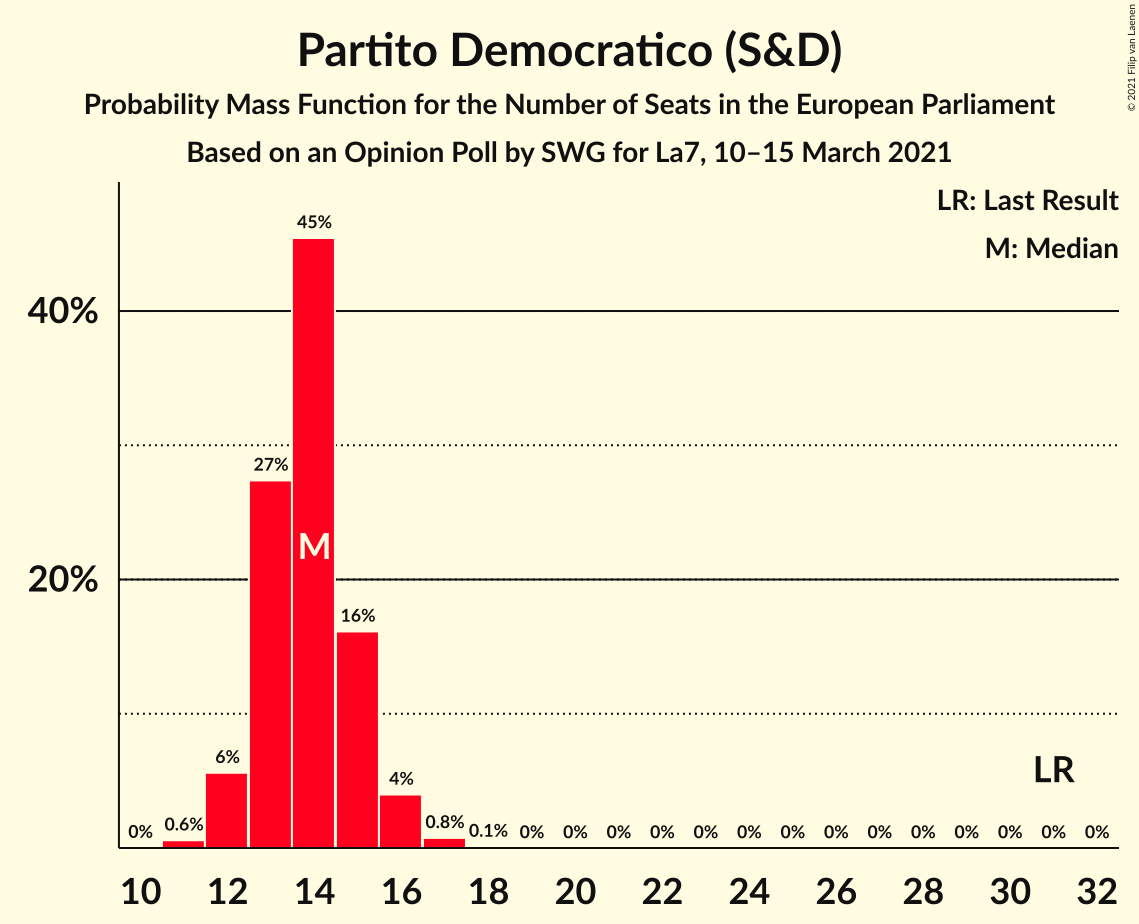 Partito Democratico (S&D)
Probability Mass Function for the Number of Seats in the European Parliament
Based on an Opinion Poll by SWG for La7, 10–15 March 2021
© 2021 Filip van Laenen
LR: Last Result
M: Median
40%
20%
0% 0.6% 6% 27% 45% 16% 4% 0.8% 0.1% 0% 0% 0% 0% 0% 0% 0% 0% 0% 0% 0% 0% 0% 0%
M
LR
10 12 14 16 18 20 22 24 26 28 30 32